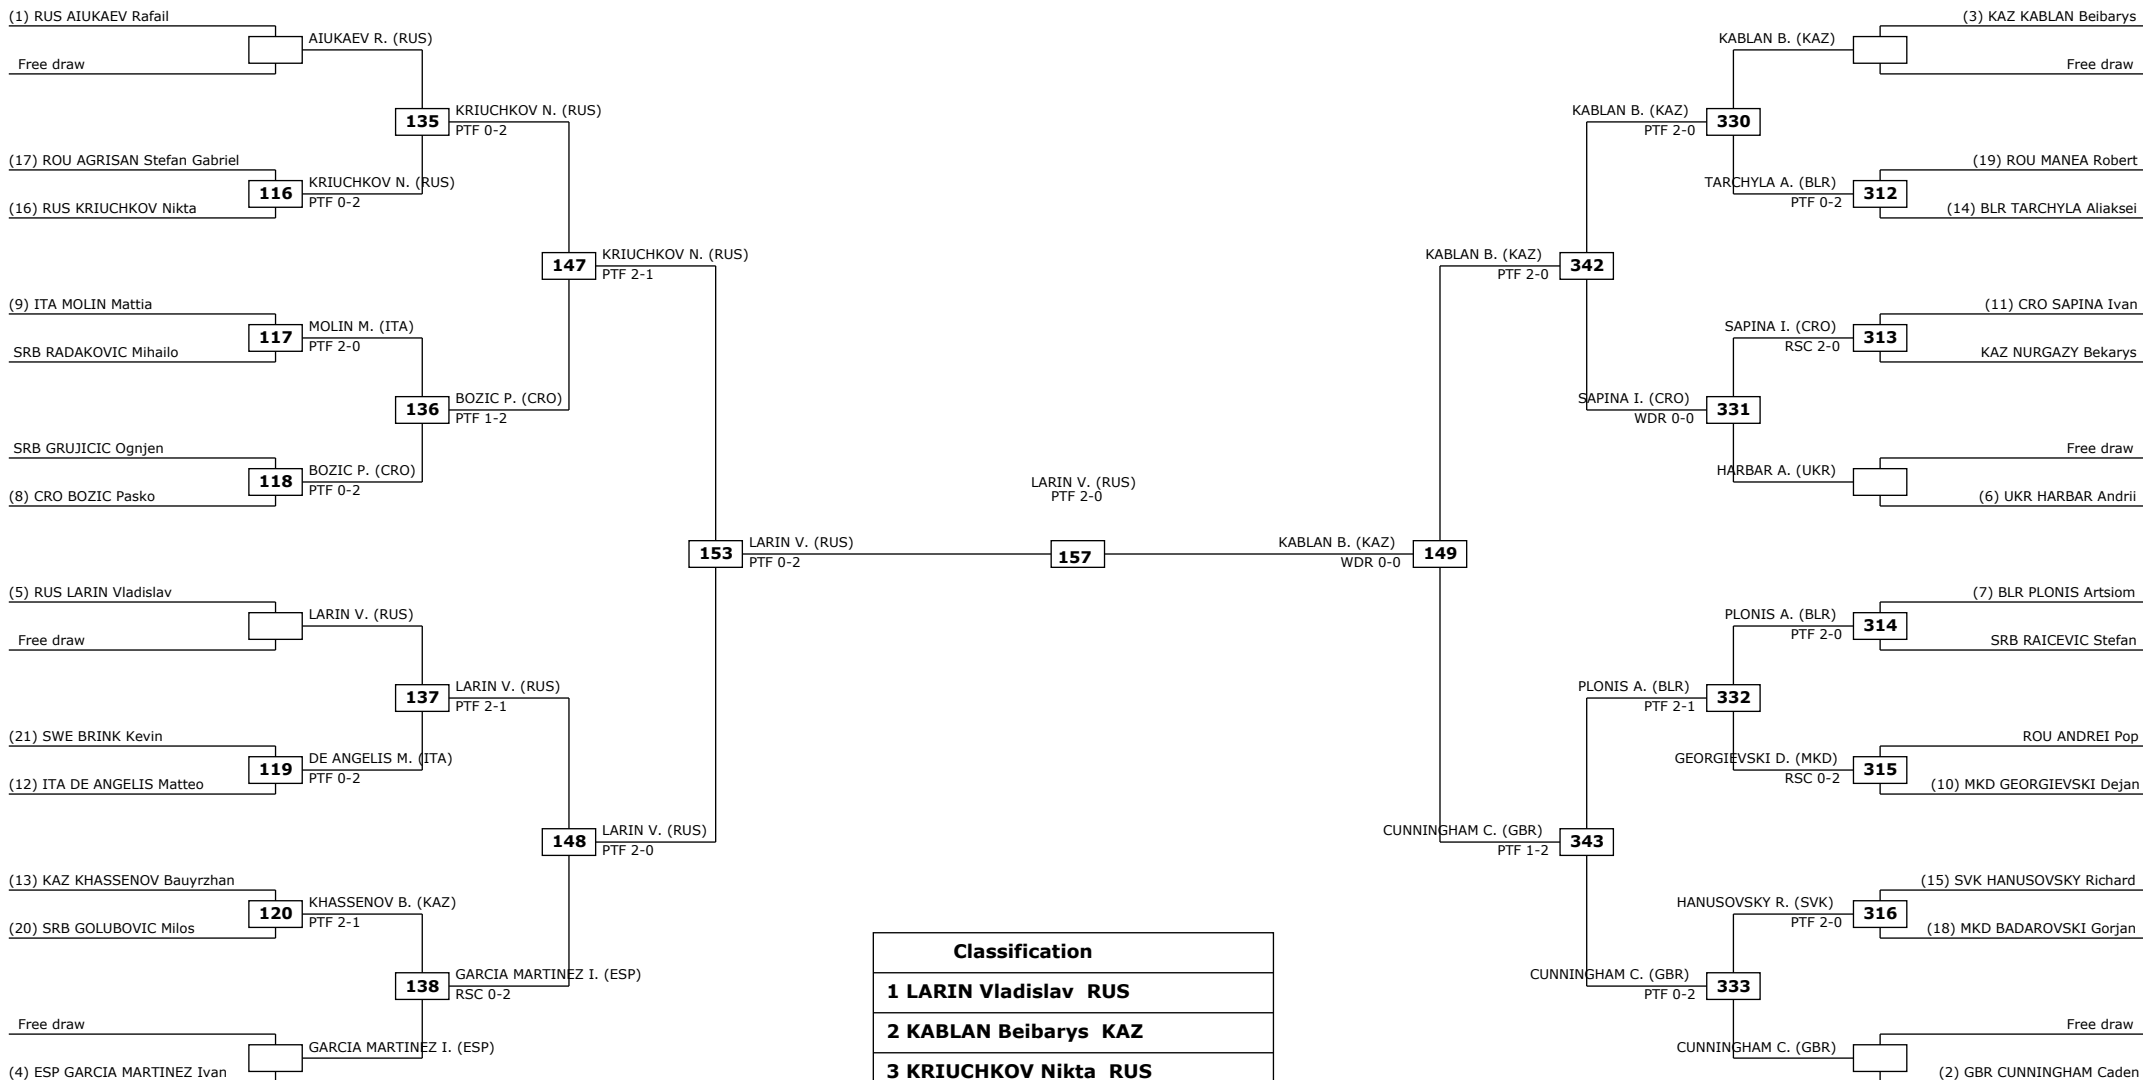 (1) RUS AIUKAEV Rafail
Free draw
AIUKAEV R. (RUS)
135
KRIUCHKOV N. (RUS)
PTF 0-2
(17) ROU AGRISAN Stefan Gabriel
116
KRIUCHKOV N. (RUS)
PTF 0-2
(16) RUS KRIUCHKOV Nikta
147
KRIUCHKOV N. (RUS)
PTF 2-1
(9) ITA MOLIN Mattia
117
MOLIN M. (ITA)
PTF 2-0
SRB RADAKOVIC Mihailo
136
BOZIC P. (CRO)
PTF 1-2
SRB GRUJICIC Ognjen
118
BOZIC P. (CRO)
PTF 0-2
(8) CRO BOZIC Pasko
153
LARIN V. (RUS)
PTF 0-2
(5) RUS LARIN Vladislav
LARIN V. (RUS)
Free draw
137
LARIN V. (RUS)
PTF 2-1
(21) SWE BRINK Kevin
119
DE ANGELIS M. (ITA)
PTF 0-2
(12) ITA DE ANGELIS Matteo
148
LARIN V. (RUS)
PTF 2-0
(13) KAZ KHASSENOV Bauyrzhan
120
KHASSENOV B. (KAZ)
PTF 2-1
(20) SRB GOLUBOVIC Milos
138
GARCIA MARTINEZ I. (ESP)
RSC 0-2
Free draw
GARCIA MARTINEZ I. (ESP)
(4) ESP GARCIA MARTINEZ Ivan
LARIN V. (RUS)
PTF 2-0
157
(3) KAZ KABLAN Beibarys
KABLAN B. (KAZ)
Free draw
KABLAN B. (KAZ)
PTF 2-0
330
(19) ROU MANEA Robert
TARCHYLA A. (BLR)
PTF 0-2
312
(14) BLR TARCHYLA Aliaksei
KABLAN B. (KAZ)
PTF 2-0
342
(11) CRO SAPINA Ivan
SAPINA I. (CRO)
RSC 2-0
313
KAZ NURGAZY Bekarys
SAPINA I. (CRO)
WDR 0-0
331
Free draw
HARBAR A. (UKR)
(6) UKR HARBAR Andrii
KABLAN B. (KAZ)
WDR 0-0
149
(7) BLR PLONIS Artsiom
PLONIS A. (BLR)
PTF 2-0
314
SRB RAICEVIC Stefan
PLONIS A. (BLR)
PTF 2-1
332
ROU ANDREI Pop
GEORGIEVSKI D. (MKD)
RSC 0-2
315
(10) MKD GEORGIEVSKI Dejan
CUNNINGHAM C. (GBR)
PTF 1-2
343
(15) SVK HANUSOVSKY Richard
HANUSOVSKY R. (SVK)
PTF 2-0
316
(18) MKD BADAROVSKI Gorjan
CUNNINGHAM C. (GBR)
PTF 0-2
333
Free draw
CUNNINGHAM C. (GBR)
(2) GBR CUNNINGHAM Caden
Classification
1 LARIN Vladislav RUS
2 KABLAN Beibarys KAZ
3 KRIUCHKOV Nikta RUS